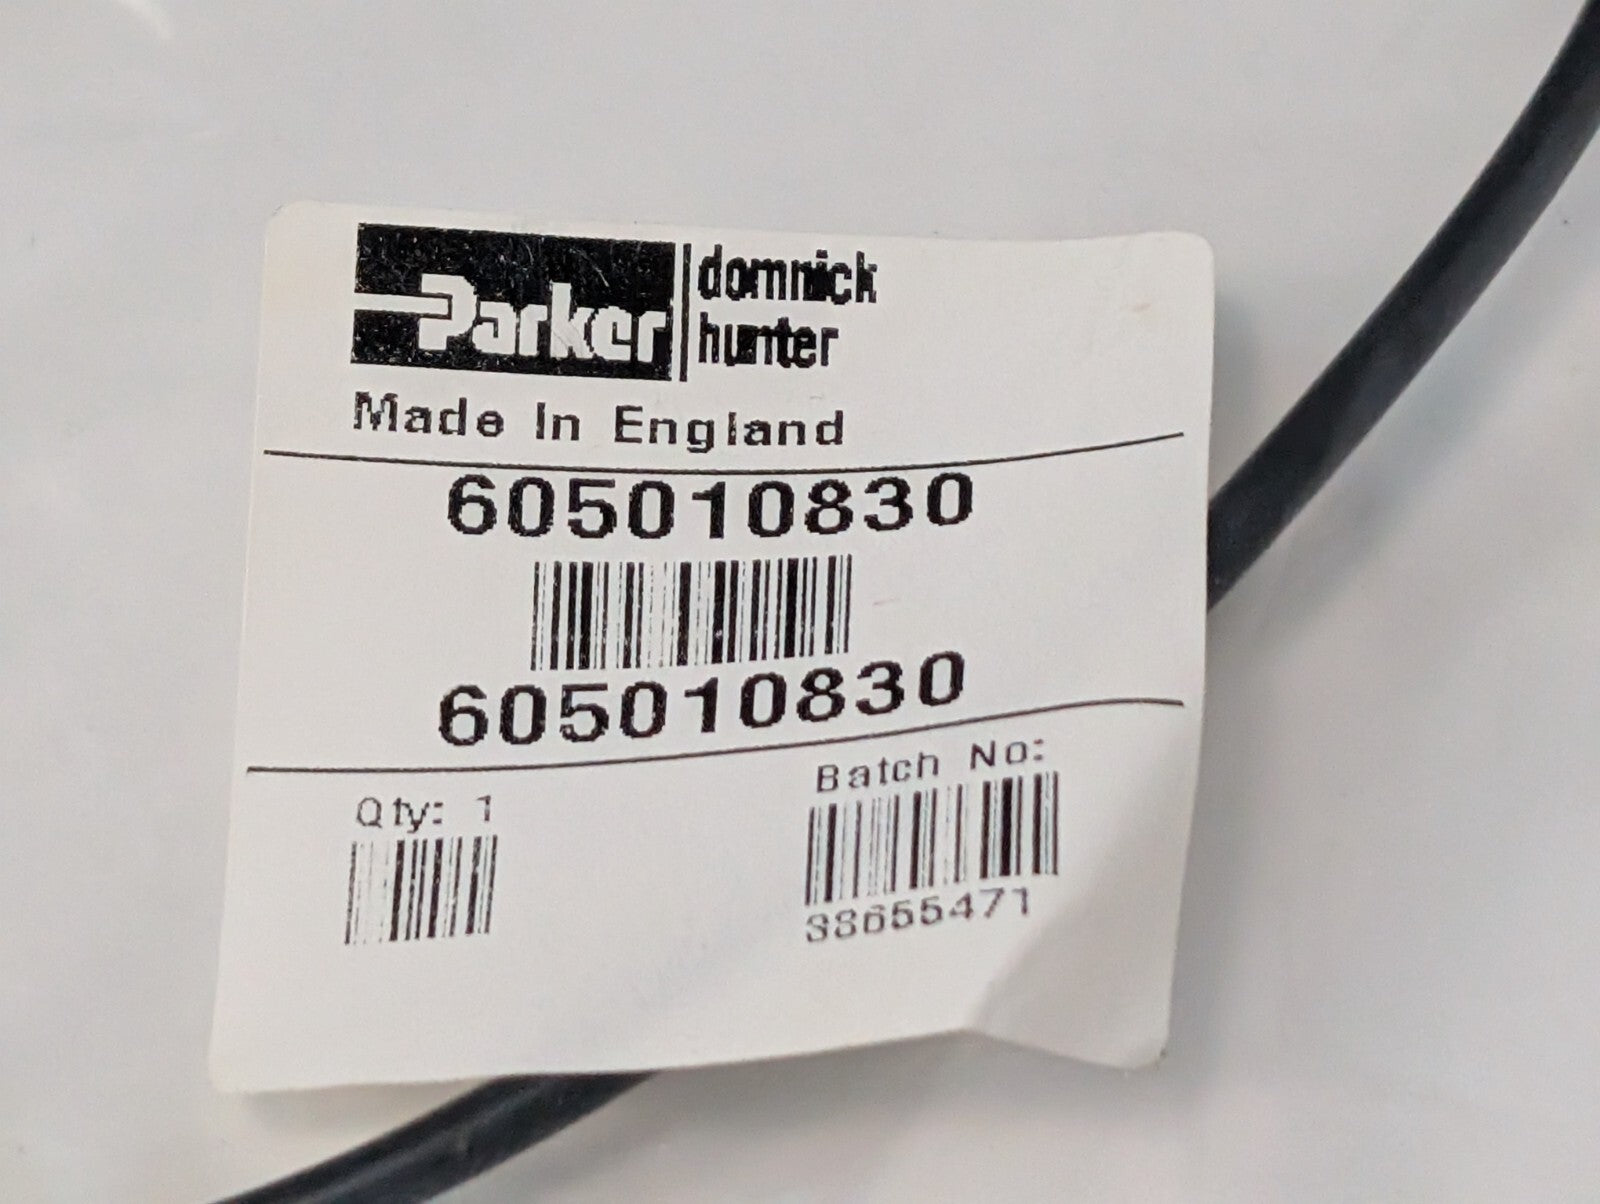 Parker
domnick
hunter
Made In England
605010830
605010830
Qty: 1
Batch No:
38655471